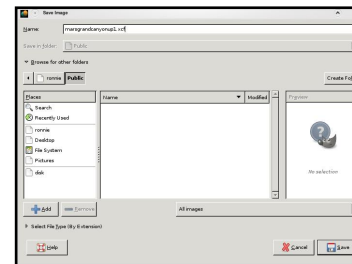 Save Image
Name: marsgrandcanyonup1.xcf
Save in folder: Public
Browse for other folders
ronnie Public
Create Fo
Places
Name Modified
Preview
Search
Recently Used
ronnie
Desktop
File System
Pictures
disk
No selection
Add Remove
All images
Select File Type (By Extension)
Help Cancel Save